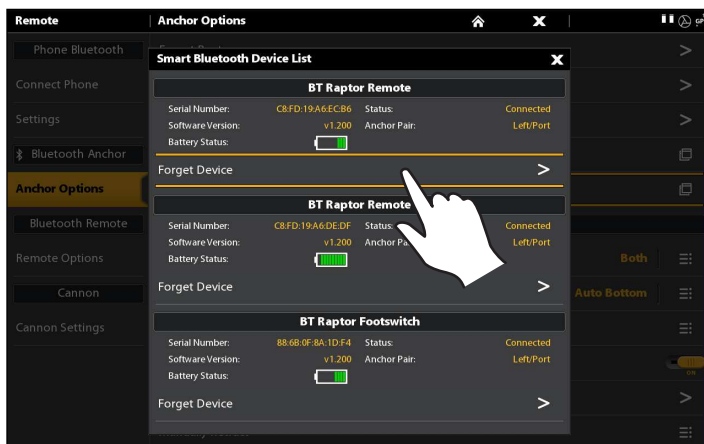 Remote
Anchor Options
X
Phone Bluetooth
Connect Phone
Settings
Bluetooth Anchor
Anchor Options
Bluetooth Remote
Remote Options
Both
Cannon
Auto Bottom
Cannon Settings
ON
Smart Bluetooth Device List X
BT Raptor Remote
Serial Number: C8:FD:19:A6:EC:B6 Status: Connected
Software Version: v1.200 Anchor Pair: Left/Port
Battery Status:
Forget Device >
BT Raptor Remote
Serial Number: C8:FD:19:A6:DE:DF Status: Connected
Software Version: v1.200 Anchor Left/Port
Battery Status:
Forget Device >
BT Raptor Footswitch
Serial Number: 88:6B:0F:8A:1D:F4 Status: Connected
Software Version: v1.200 Anchor Pair: Left/Port
Battery Status:
Forget Device >